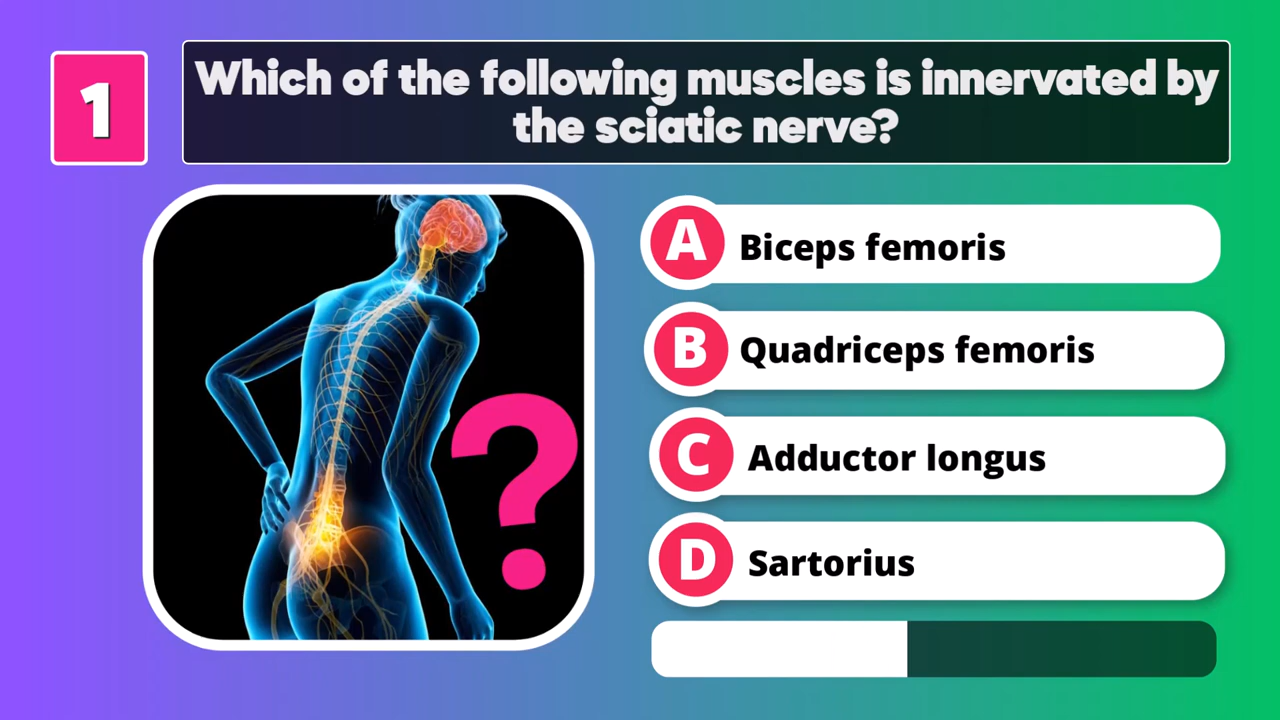 1
Which of the following muscles is innervated by
the sciatic nerve?
A Biceps femoris
B Quadriceps femoris
C Adductor longus
D Sartorius
?